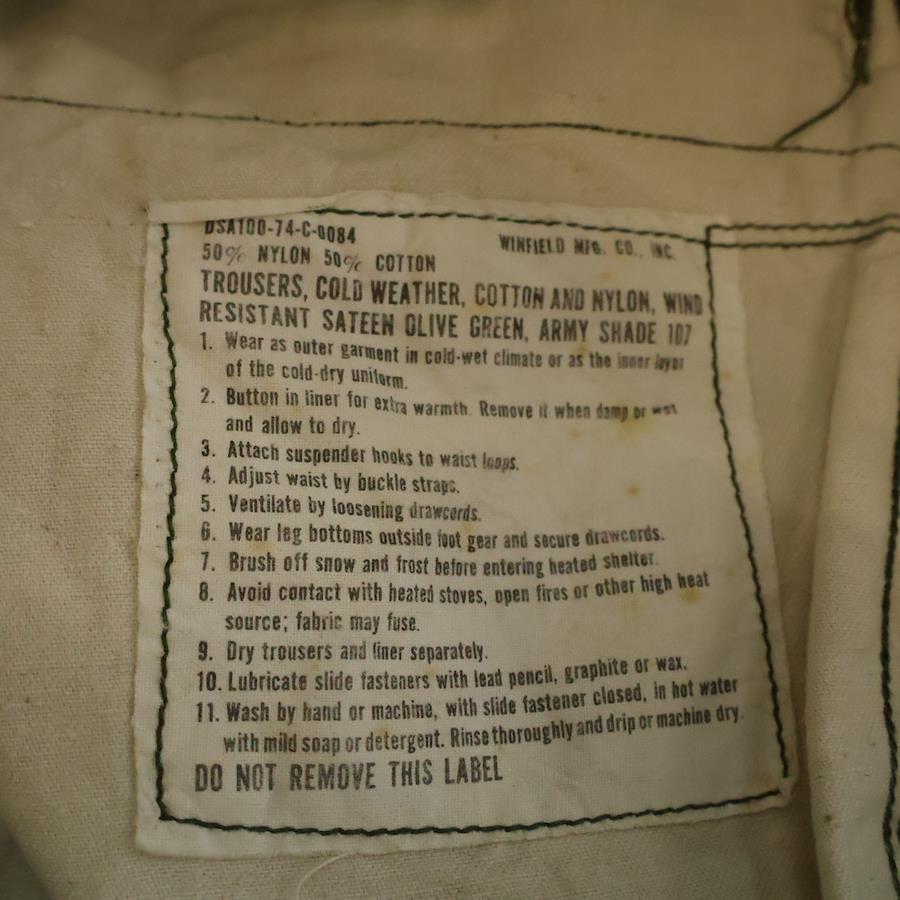 DSA100-74-C-0084
WINFIELD MFG. CO., INC.
50% NYLON 50% COTTON
TROUSERS, COLD WEATHER, COTTON AND NYLON, WIND
RESISTANT SATEEN OLIVE GREEN, ARMY SHADE 107
1. Wear as outer garment in cold-wet climate or as the inner layer
of the cold-dry uniform.
2. Button in liner for extra warmth. Remove it when damp or wet
and allow to dry.
3. Attach suspender hooks to waist loops.
4. Adjust waist by buckle straps.
5. Ventilate by loosening drawcords.
6. Wear leg bottoms outside foot gear and secure drawcords.
7. Brush off snow and frost before entering heated shelter.
8. Avoid contact with heated stoves, open fires or other high heat
source; fabric may fuse.
9. Dry trousers and liner separately.
10. Lubricate slide fasteners with lead pencil, graphite or wax.
11. Wash by hand or machine, with slide fastener closed, in hot water
with mild soap or detergent. Rinse thoroughly and drip or machine dry.
DO NOT REMOVE THIS LABEL